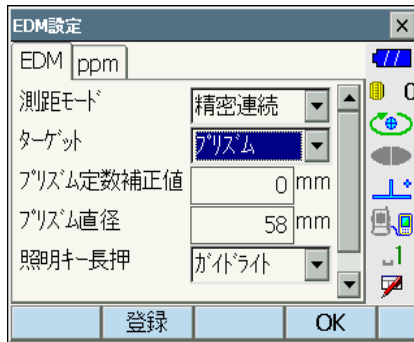 EDM設定
EDM ppm
測距モード 精密連続
ターゲット プリズム
プリズム定数補正値 0 mm
プリズム直径 58 mm
照明キー長押 ガイドライト
登録 OK
0
1